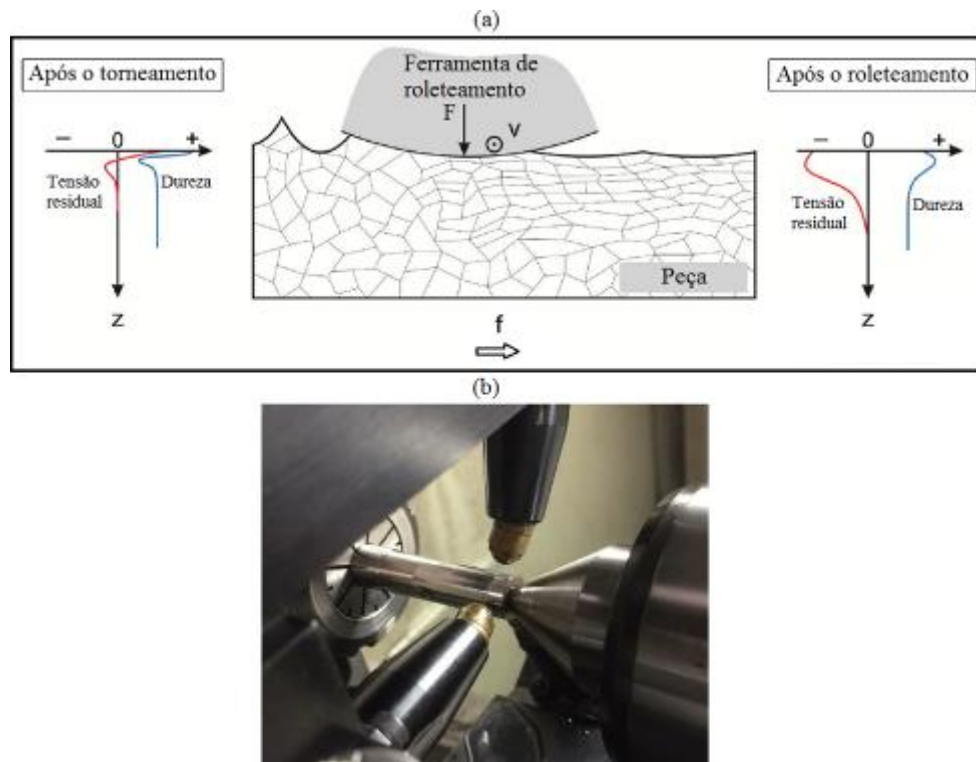 (a)
Após o torneamento
Ferramenta de
roleteamento
Após o roleteamento
F
V
− 0 +
− 0 +
Tensão
residual
Dureza
Tensão
residual
Dureza
Peça
z
z
f
(b)